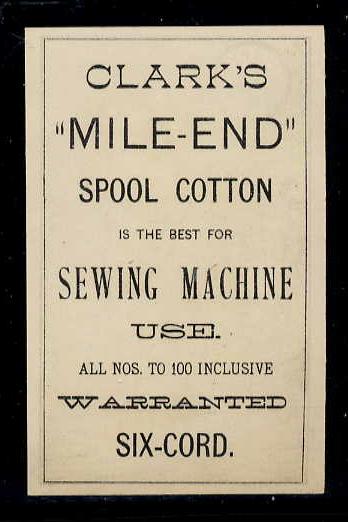 CLARK'S
"MILE-END"
SPOOL COTTON
IS THE BEST FOR
SEWING MACHINE
USE.
ALL NOS. TO 100 INCLUSIVE
WARRANTED
SIX-CORD.